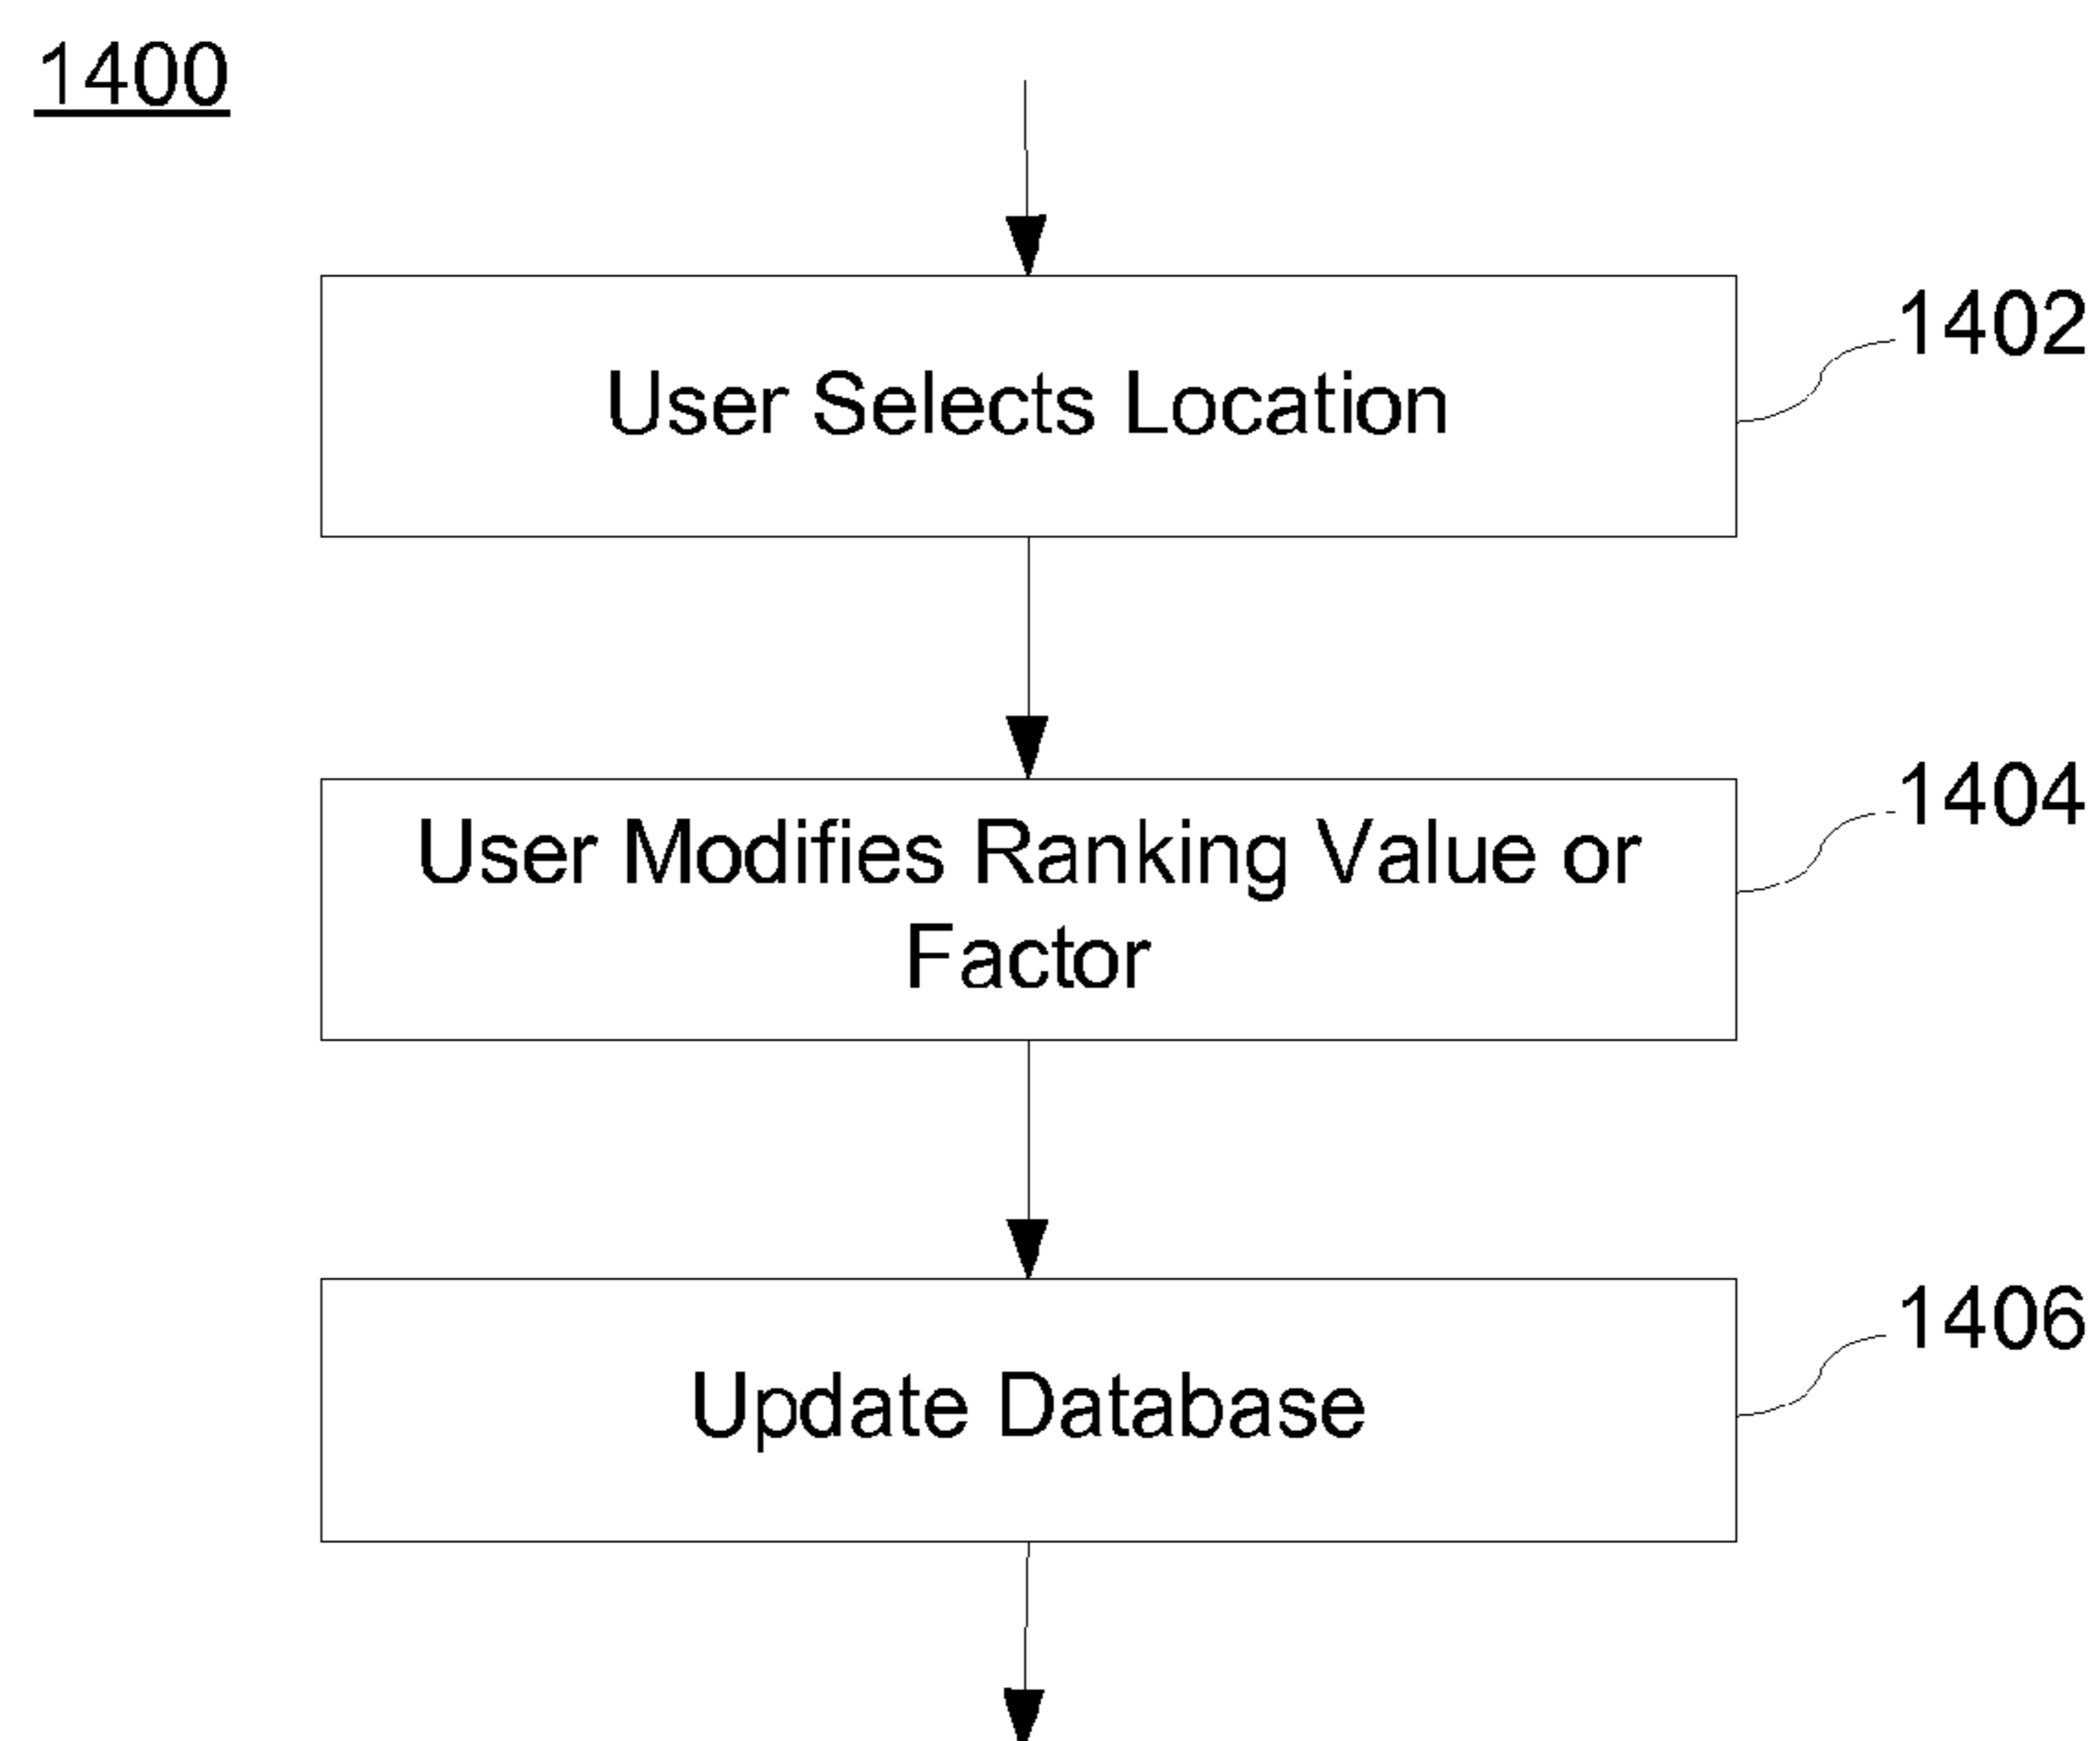 1400
User Selects Location
1402
User Modifies Ranking Value or
Factor
1404
Update Database
1406